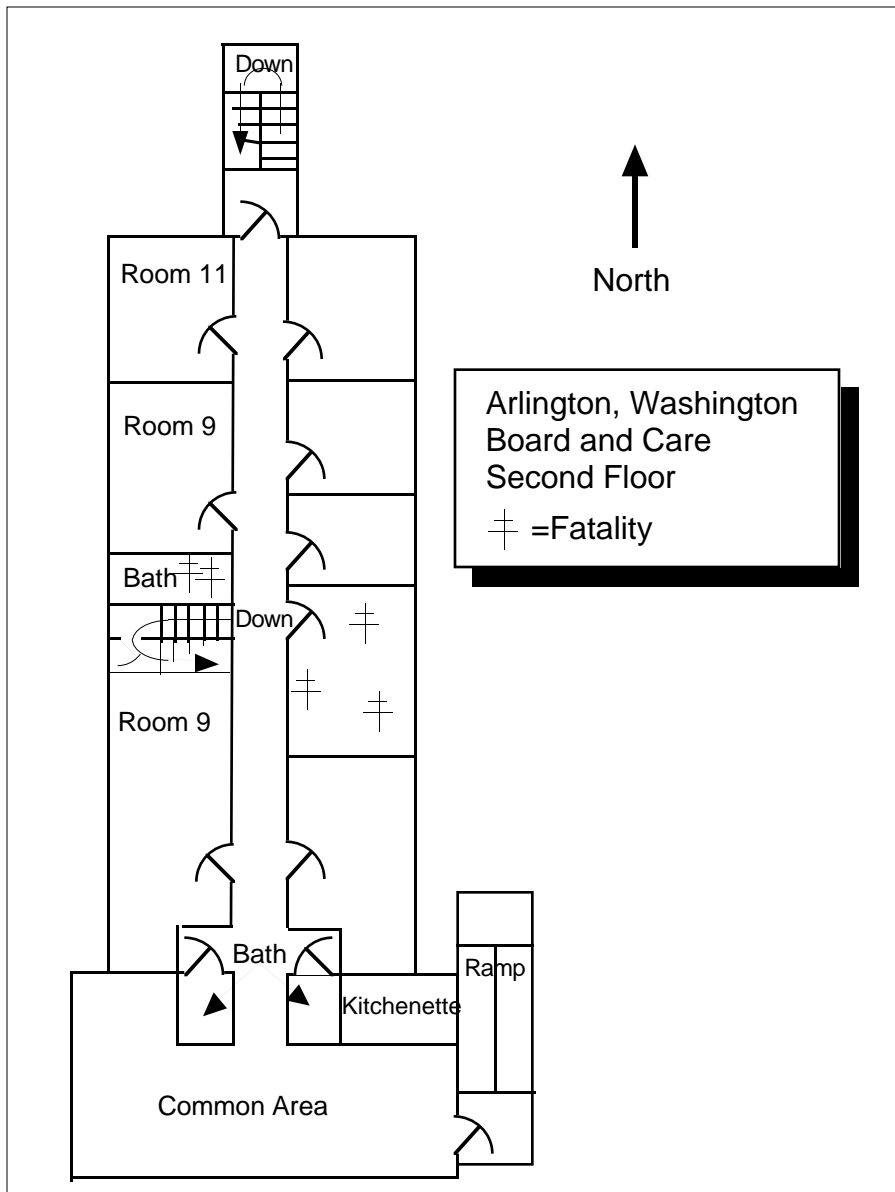 Down
Room 11
North
Arlington, Washington
Board and Care
Second Floor
=Fatality
Room 9
Bath
Down
Room 9
Bath
Ramp
Kitchenette
Common Area